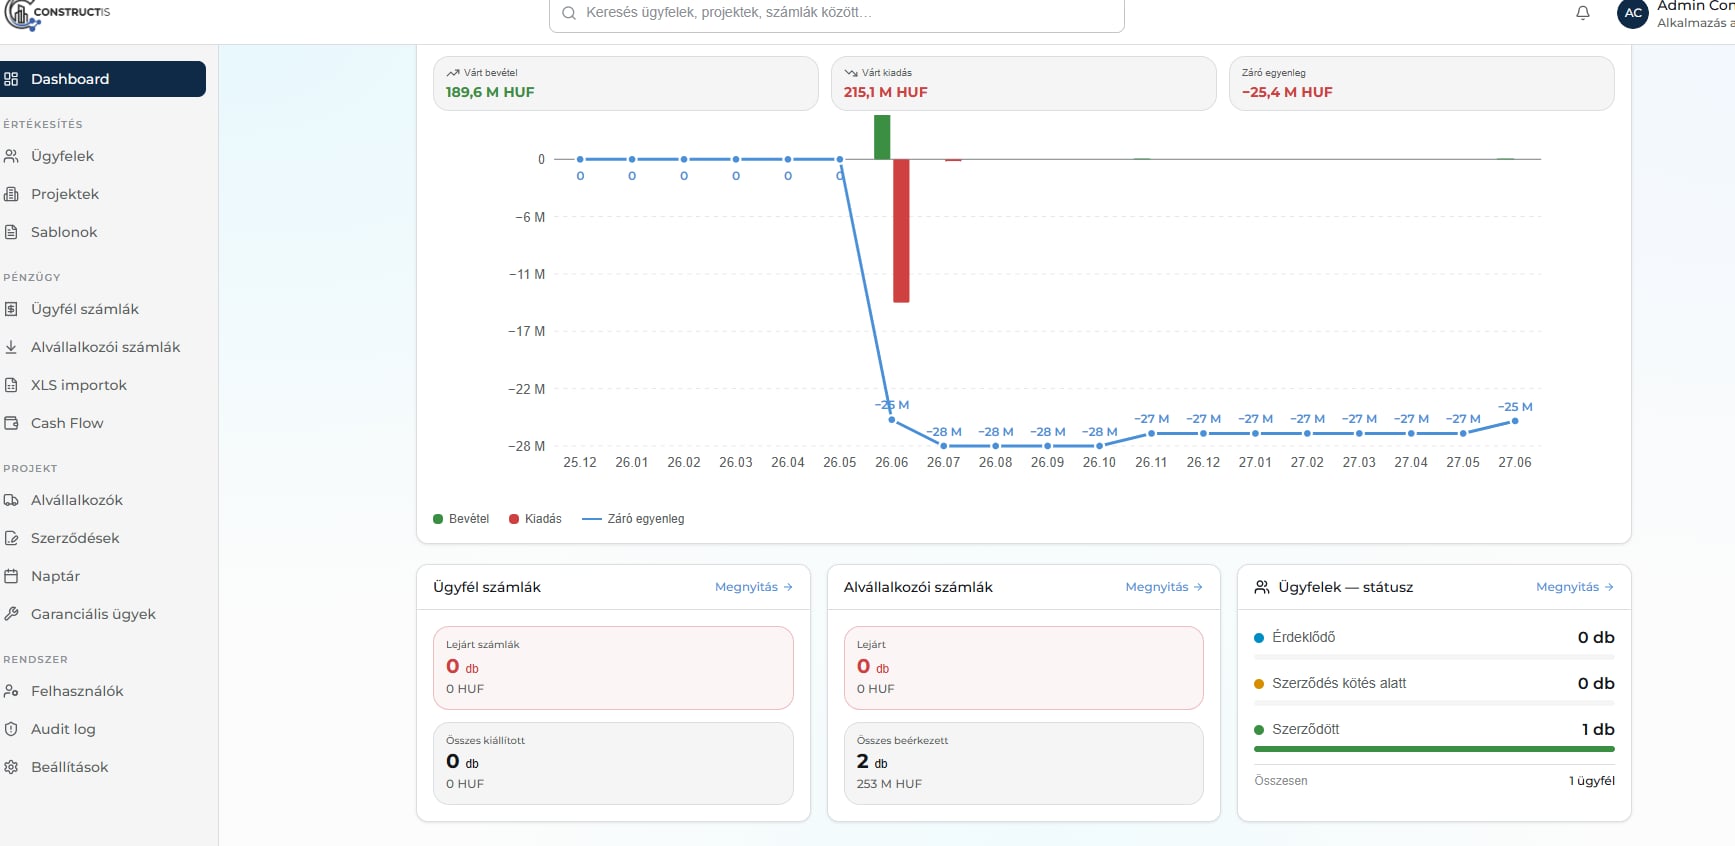 CONSTRUCTIS
Keresés ügyfelek, projektek, számlák között...
AC
Admin Con
Alkalmazás a
Dashboard
ÉRTÉKESÍTÉS
Ügyfelek
Projektek
Sablonok
PÉNZÜGY
Ügyfél számlák
Alvállalkozói számlák
XLS importok
Cash Flow
PROJEKT
Alvállalkozók
Szerződések
Naptár
Garanciális ügyek
RENDSZER
Felhasználók
Audit log
Beállítások
Várt bevétel
189,6 M HUF
Várt kiadás
215,1 M HUF
Záró egyenleg
−25,4 M HUF
0
−6 M
−11 M
−17 M
−22 M
−28 M
0 0 0 0 0 0
−25 M
−28 M −28 M −28 M −28 M −27 M −27 M −27 M −27 M −27 M −27 M −27 M −25 M
25.12 26.01 26.02 26.03 26.04 26.05 26.06 26.07 26.08 26.09 26.10 26.11 26.12 27.01 27.02 27.03 27.04 27.05 27.06
Bevétel Kiadás Záró egyenleg
Ügyfél számlák Megnyitás →
Lejárt számlák
0 db
0 HUF
Összes kiállított
0 db
0 HUF
Alvállalkozói számlák Megnyitás →
Lejárt
0 db
0 HUF
Összes beérkezett
2 db
253 M HUF
Ügyfelek — státusz Megnyitás →
Érdeklődő 0 db
Szerződés kötés alatt 0 db
Szerződött 1 db
Összesen 1 ügyfél